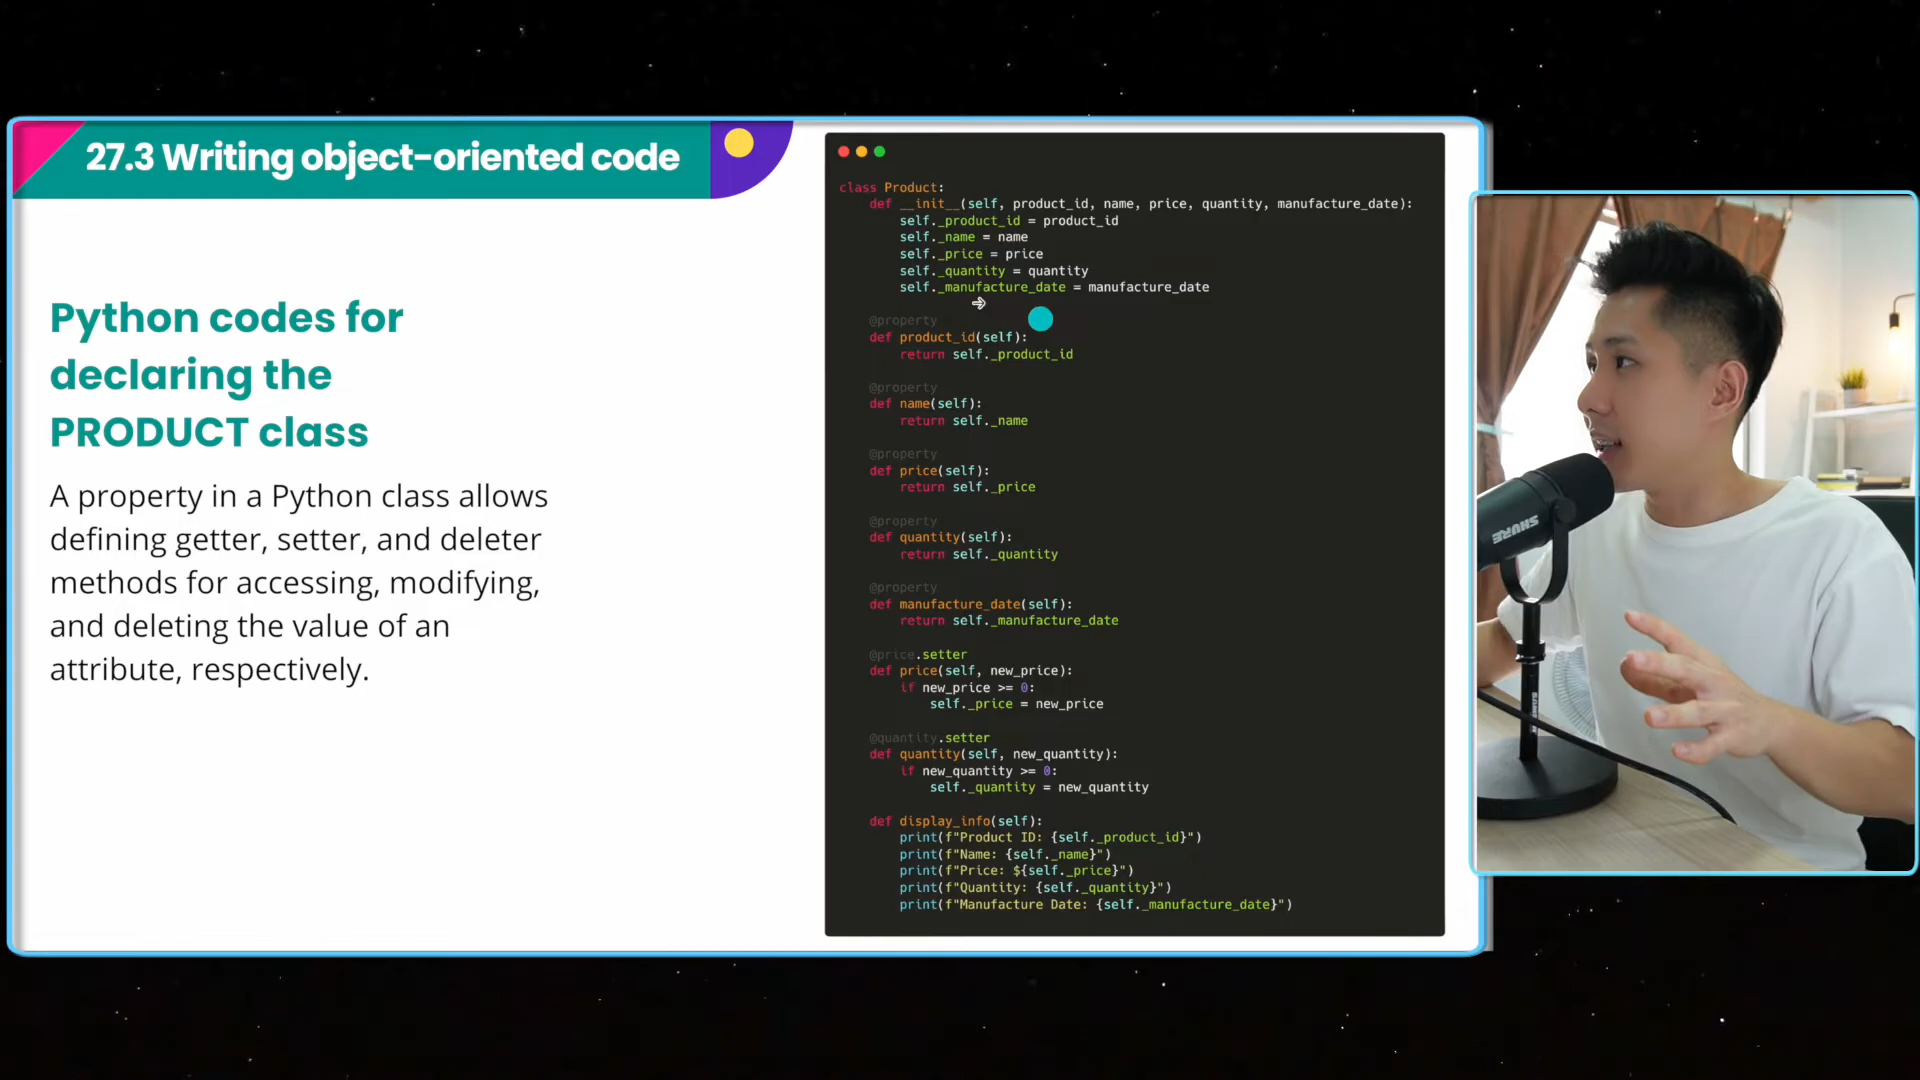 27.3 Writing object-oriented code
Python codes for
declaring the
PRODUCT class
A property in a Python class allows
defining getter, setter, and deleter
methods for accessing, modifying,
and deleting the value of an
attribute, respectively.
class Product:
    def __init__(self, product_id, name, price, quantity, manufacture_date):
        self._product_id = product_id
        self._name = name
        self._price = price
        self._quantity = quantity
        self._manufacture_date = manufacture_date
    @property
    def product_id(self):
        return self._product_id
    @property
    def name(self):
        return self._name
    @property
    def price(self):
        return self._price
    @property
    def quantity(self):
        return self._quantity
    @property
    def manufacture_date(self):
        return self._manufacture_date
    @price.setter
    def price(self, new_price):
        if new_price >= 0:
            self._price = new_price
    @quantity.setter
    def quantity(self, new_quantity):
        if new_quantity >= 0:
            self._quantity = new_quantity
    def display_info(self):
        print(f"Product ID: {self._product_id}")
        print(f"Name: {self._name}")
        print(f"Price: ${self._price}")
        print(f"Quantity: {self._quantity}")
        print(f"Manufacture Date: {self._manufacture_date}")
SHURE